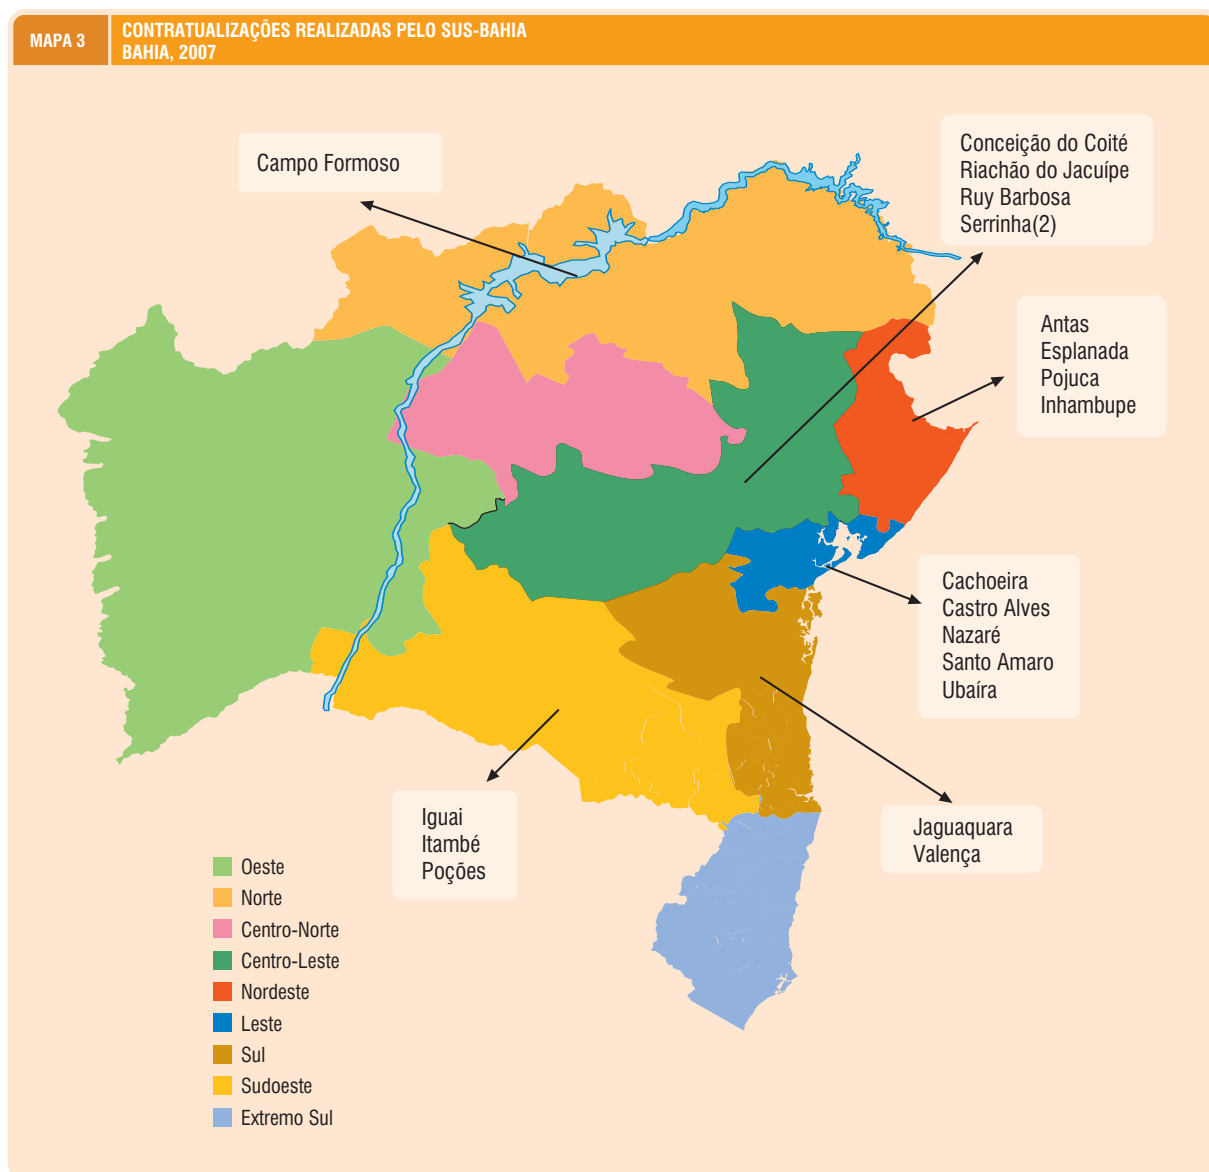 MAPA 3
CONTRATUALIZAÇÕES REALIZADAS PELO SUS-BAHIA
BAHIA, 2007
Campo Formoso
Conceição do Coité
Riachão do Jacuípe
Ruy Barbosa
Serrinha(2)
Antas
Esplanada
Pojuca
Inhambupe
Cachoeira
Castro Alves
Nazaré
Santo Amaro
Ubaíra
Jaguaquara
Valença
Iguai
Itambé
Poções
Oeste
Norte
Centro-Norte
Centro-Leste
Nordeste
Leste
Sul
Sudoeste
Extremo Sul